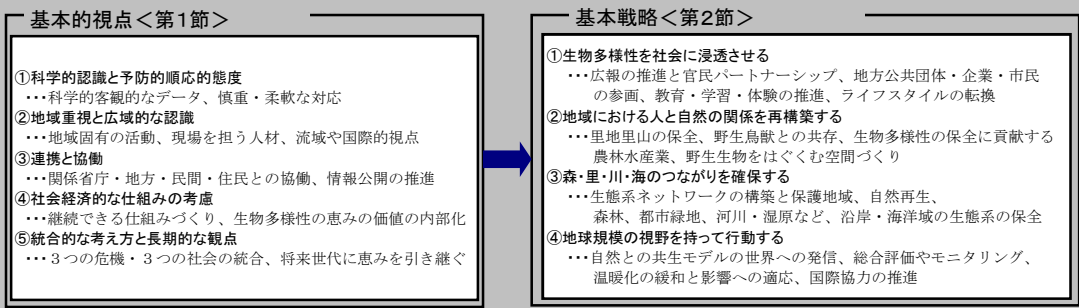 基本的視点＜第1節＞
①科学的認識と予防的順応的態度
･･･科学的客観的なデータ、慎重・柔軟な対応
②地域重視と広域的な認識
･･･地域固有の活動、現場を担う人材、流域や国際的視点
③連携と協働
･･･関係省庁・地方・民間・住民との協働、情報公開の推進
④社会経済的な仕組みの考慮
･･･継続できる仕組みづくり、生物多様性の恵みの価値の内部化
⑤統合的な考え方と長期的な観点
･･･３つの危機・３つの社会の統合、将来世代に恵みを引き継ぐ
基本戦略＜第2節＞
①生物多様性を社会に浸透させる
･･･広報の推進と官民パートナーシップ、地方公共団体・企業・市民
の参画、教育・学習・体験の推進、ライフスタイルの転換
②地域における人と自然の関係を再構築する
･･･里地里山の保全、野生鳥獣との共存、生物多様性の保全に貢献する
農林水産業、野生生物をはぐくむ空間づくり
③森・里・川・海のつながりを確保する
･･･生態系ネットワークの構築と保護地域、自然再生、
森林、都市緑地、河川・湿原など、沿岸・海洋域の生態系の保全
④地球規模の視野を持って行動する
･･･自然との共生モデルの世界への発信、総合評価やモニタリング、
温暖化の緩和と影響への適応、国際協力の推進